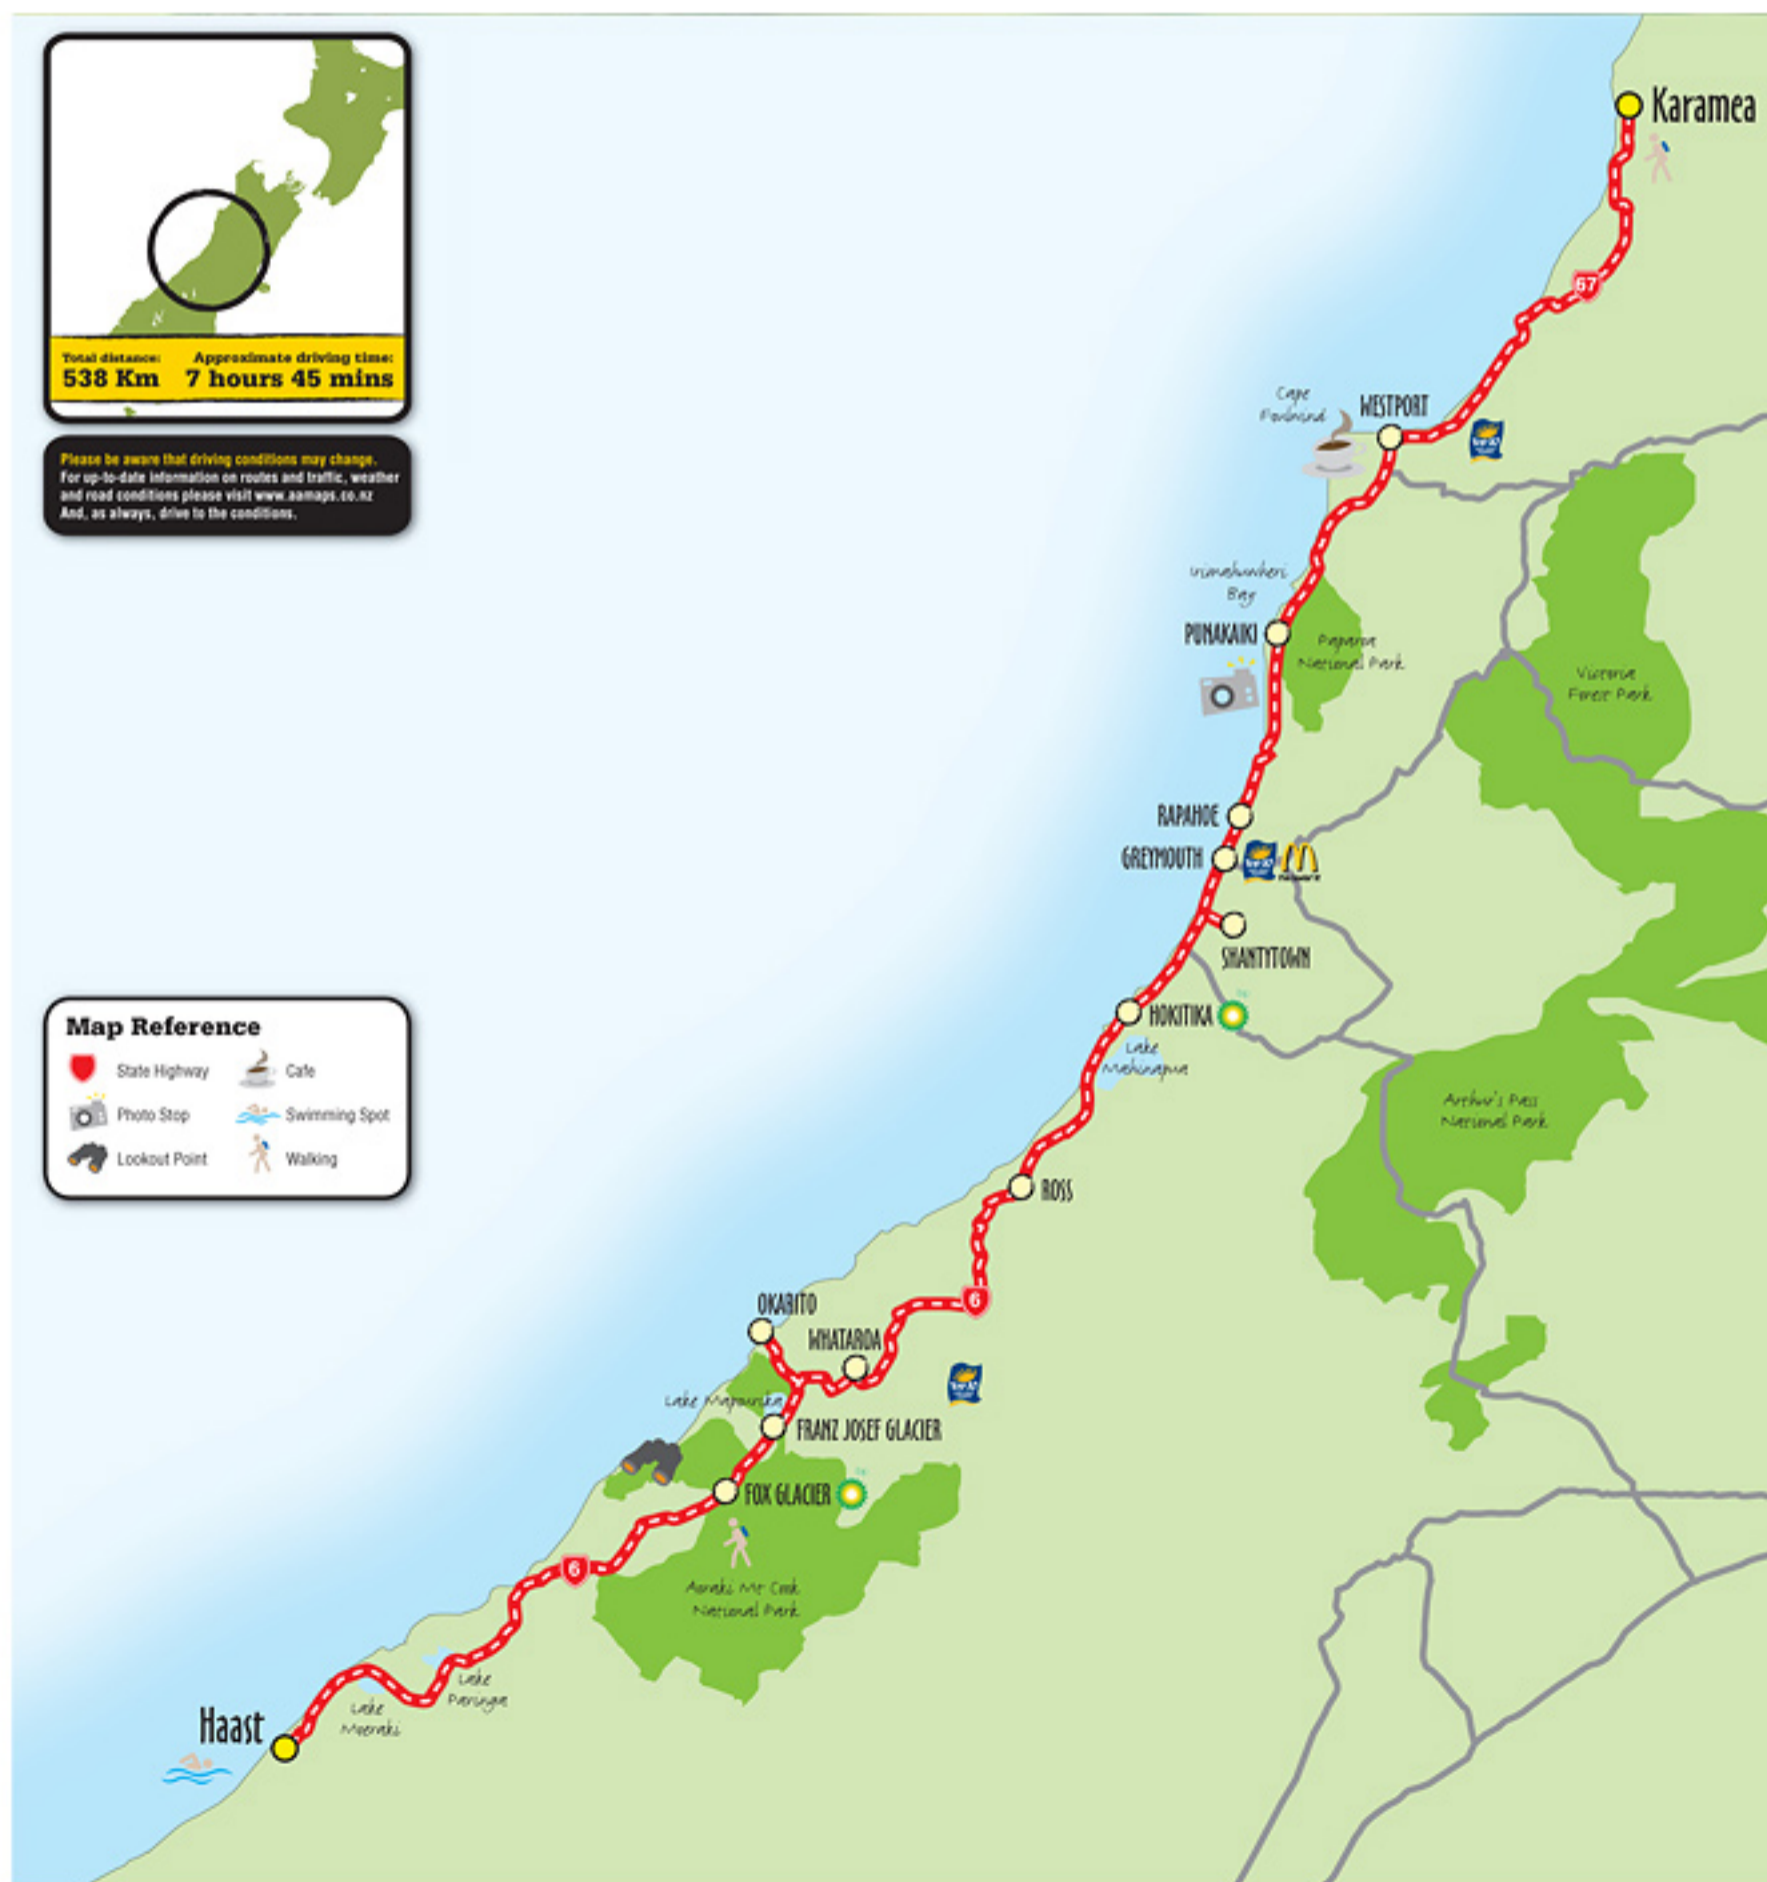 Total distance:
538 Km
Approximate driving time:
7 hours 45 mins
Please be aware that driving conditions may change.
For up-to-date information on routes and traffic, weather
and road conditions please visit www.aamaps.co.nz
And, as always, drive to the conditions.
Karamea
67
Cape
Foulwind
WESTPORT
Irimahuwheri
Bay
PUNAKAIKI
Paparoa
National Park
Victoria
Forest Park
RAPAHOE
GREYMOUTH
SHANTYTOWN
HOKITIKA
Lake
Mahinapua
Map Reference
State Highway
Cafe
Photo Stop
Swimming Spot
Lookout Point
Walking
Arthur's Pass
National Park
ROSS
6
OKARITO
WHATAROA
Lake Mapourika
FRANZ JOSEF GLACIER
FOX GLACIER
6
Aoraki Mt Cook
National Park
Lake
Paringa
Lake
Moeraki
Haast